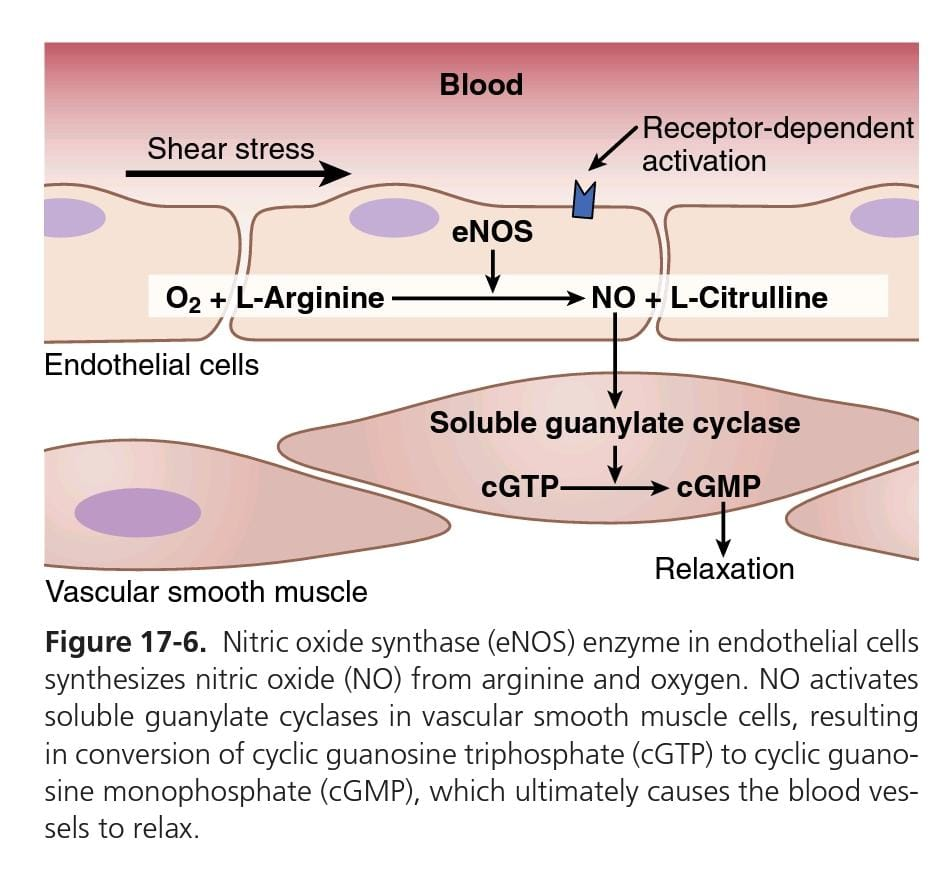 Blood
Shear stress
Receptor-dependent
activation
eNOS
O₂ + L-Arginine NO + L-Citrulline
Endothelial cells
Soluble guanylate cyclase
cGTP cGMP
Relaxation
Vascular smooth muscle
Figure 17-6. Nitric oxide synthase (eNOS) enzyme in endothelial cells
synthesizes nitric oxide (NO) from arginine and oxygen. NO activates
soluble guanylate cyclases in vascular smooth muscle cells, resulting
in conversion of cyclic guanosine triphosphate (cGTP) to cyclic guano-
sine monophosphate (cGMP), which ultimately causes the blood ves-
sels to relax.